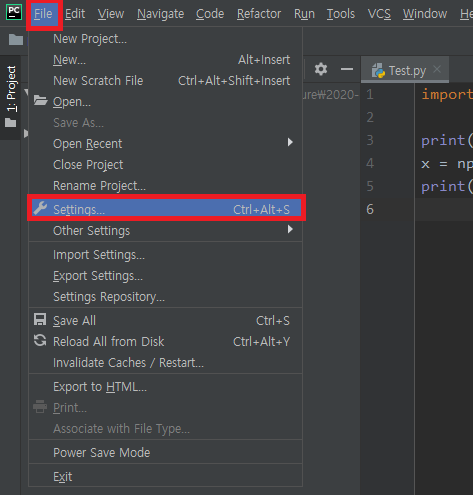 PC File Edit View Navigate Code Refactor Run Tools VCS Window He
New Project...
New... Alt+Insert
New Scratch File Ctrl+Alt+Shift+Insert
Open...
Save As...
Open Recent
Close Project
Rename Project...
Settings... Ctrl+Alt+S
Other Settings
Import Settings...
Export Settings...
Settings Repository...
Save All Ctrl+S
Reload All from Disk Ctrl+Alt+Y
Invalidate Caches / Restart...
Export to HTML...
Print...
Associate with File Type...
Power Save Mode
Exit
1: Project
ure₩2020-
Test.py
1 impor
2
3 print(
4 x = np
5 print(
6